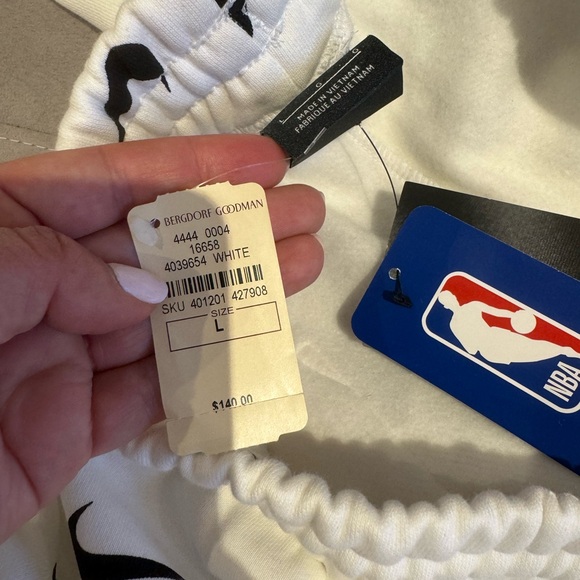 L
MADE IN VIETNAM
FABRIQUE AU VIETNAM
BERGDORF GOODMAN
4444 0004
16658
4039654 WHITE
SKU 401201 427908
SIZE
L
$140.00
NBA